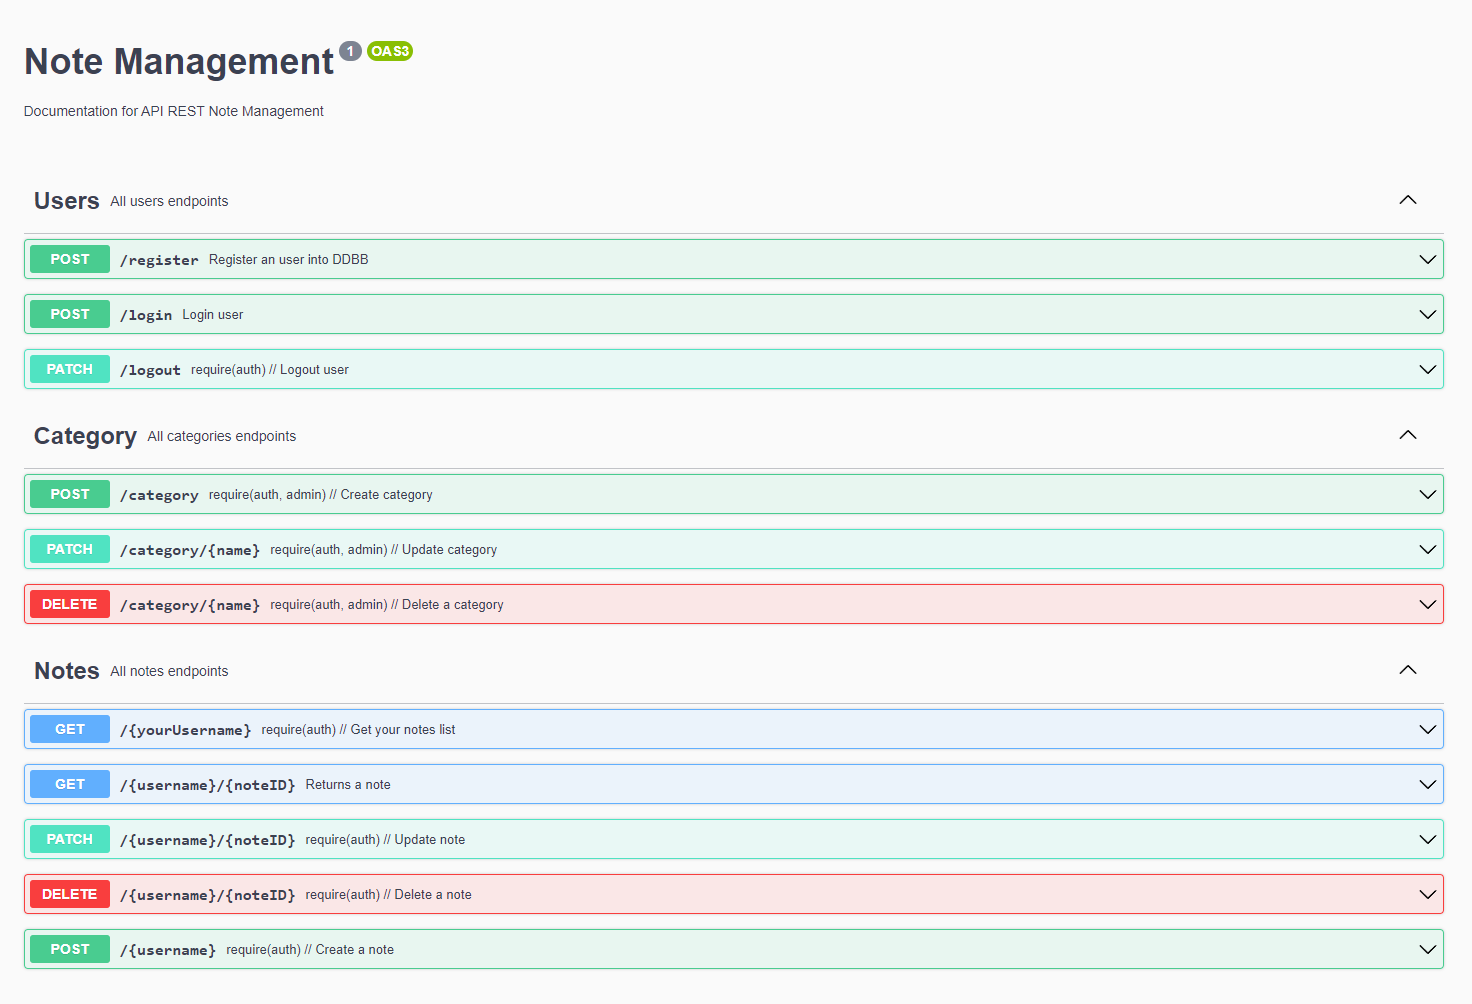 Note Management 1 OAS3
Documentation for API REST Note Management
Users All users endpoints
POST /register Register an user into DDBB
POST /login Login user
PATCH /logout require(auth) // Logout user
Category All categories endpoints
POST /category require(auth, admin) // Create category
PATCH /category/{name} require(auth, admin) // Update category
DELETE /category/{name} require(auth, admin) // Delete a category
Notes All notes endpoints
GET /{yourUsername} require(auth) // Get your notes list
GET /{username}/{noteID} Returns a note
PATCH /{username}/{noteID} require(auth) // Update note
DELETE /{username}/{noteID} require(auth) // Delete a note
POST /{username} require(auth) // Create a note